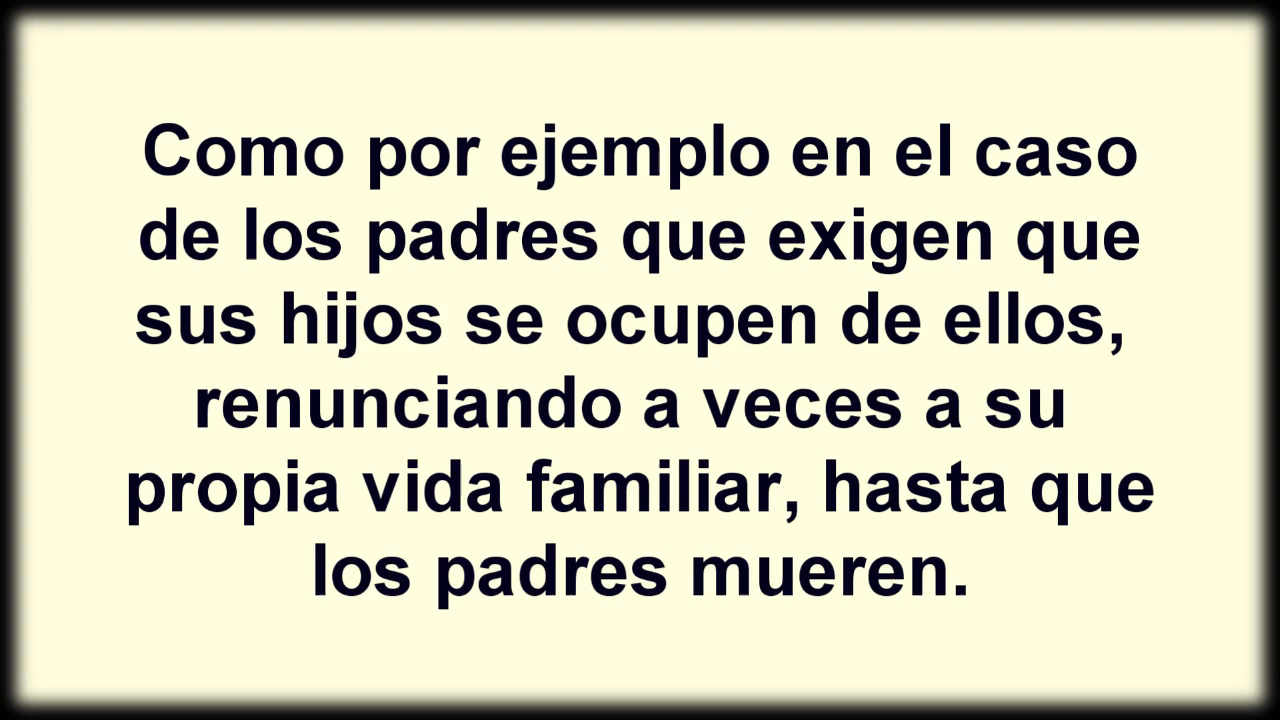 Como por ejemplo en el caso
de los padres que exigen que
sus hijos se ocupen de ellos,
renunciando a veces a su
propia vida familiar, hasta que
los padres mueren.